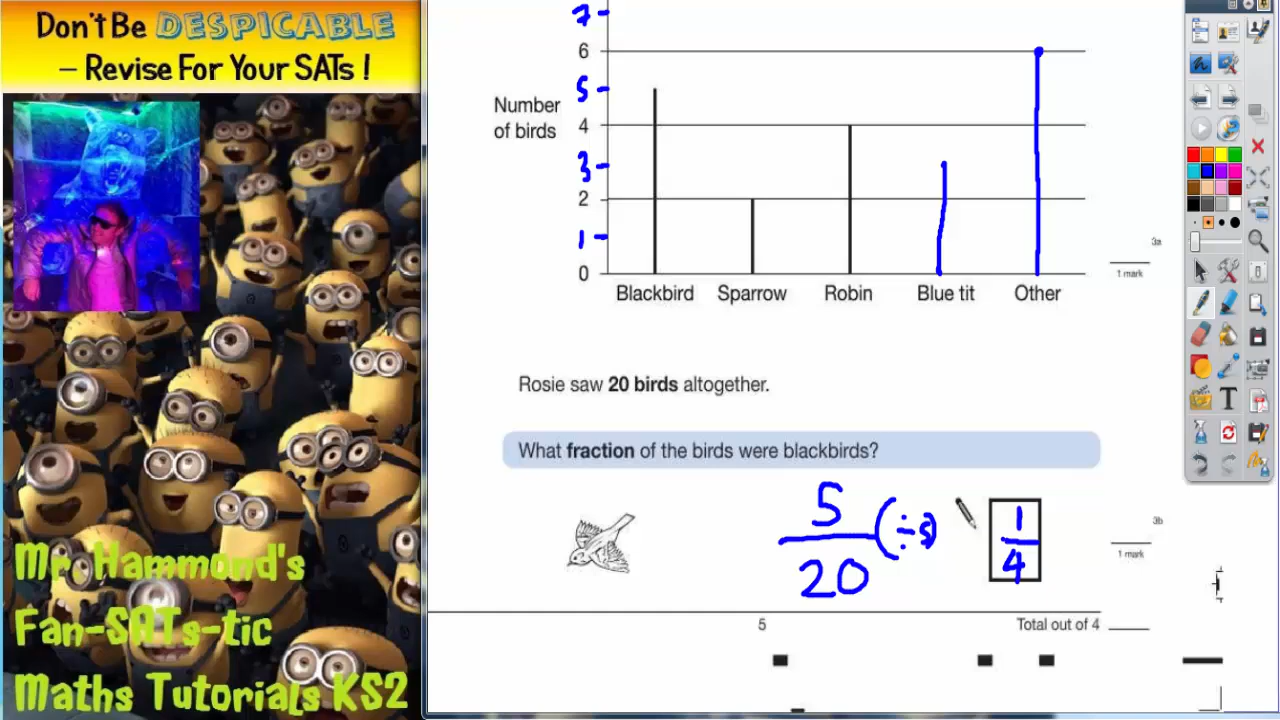 Don't Be DESPICABLE
– Revise For Your SATs !
Mr Hammond's
Fan-SATs-tic
Maths Tutorials KS2
7
6
5
Number
of birds
4
3
2
1
0
Blackbird Sparrow Robin Blue tit Other
3a
1 mark
Rosie saw 20 birds altogether.
What fraction of the birds were blackbirds?
5
20
(÷5)
1
4
3b
1 mark
5
Total out of 4